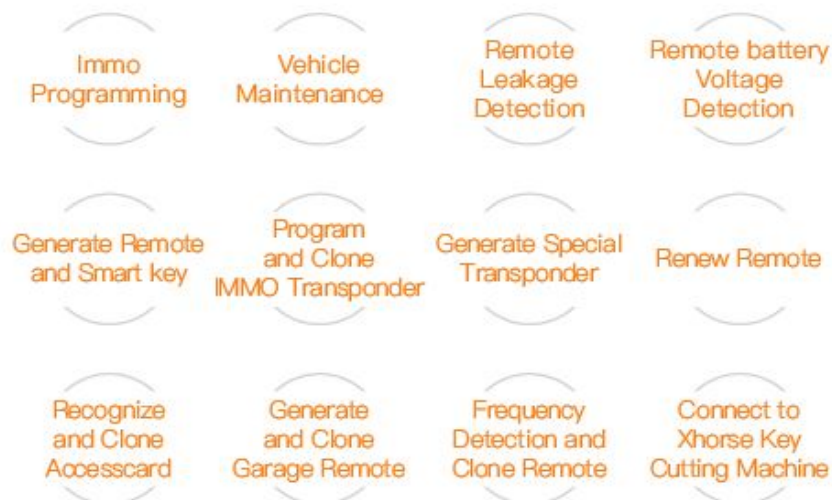 Immo
Programming
Vehicle
Maintenance
Remote
Leakage
Detection
Remote battery
Voltage
Detection
Generate Remote
and Smart key
Program
and Clone
IMMO Transponder
Generate Special
Transponder
Renew Remote
Recognize
and Clone
Accesscard
Generate
and Clone
Garage Remote
Frequency
Detection and
Clone Remote
Connect to
Xhorse Key
Cutting Machine